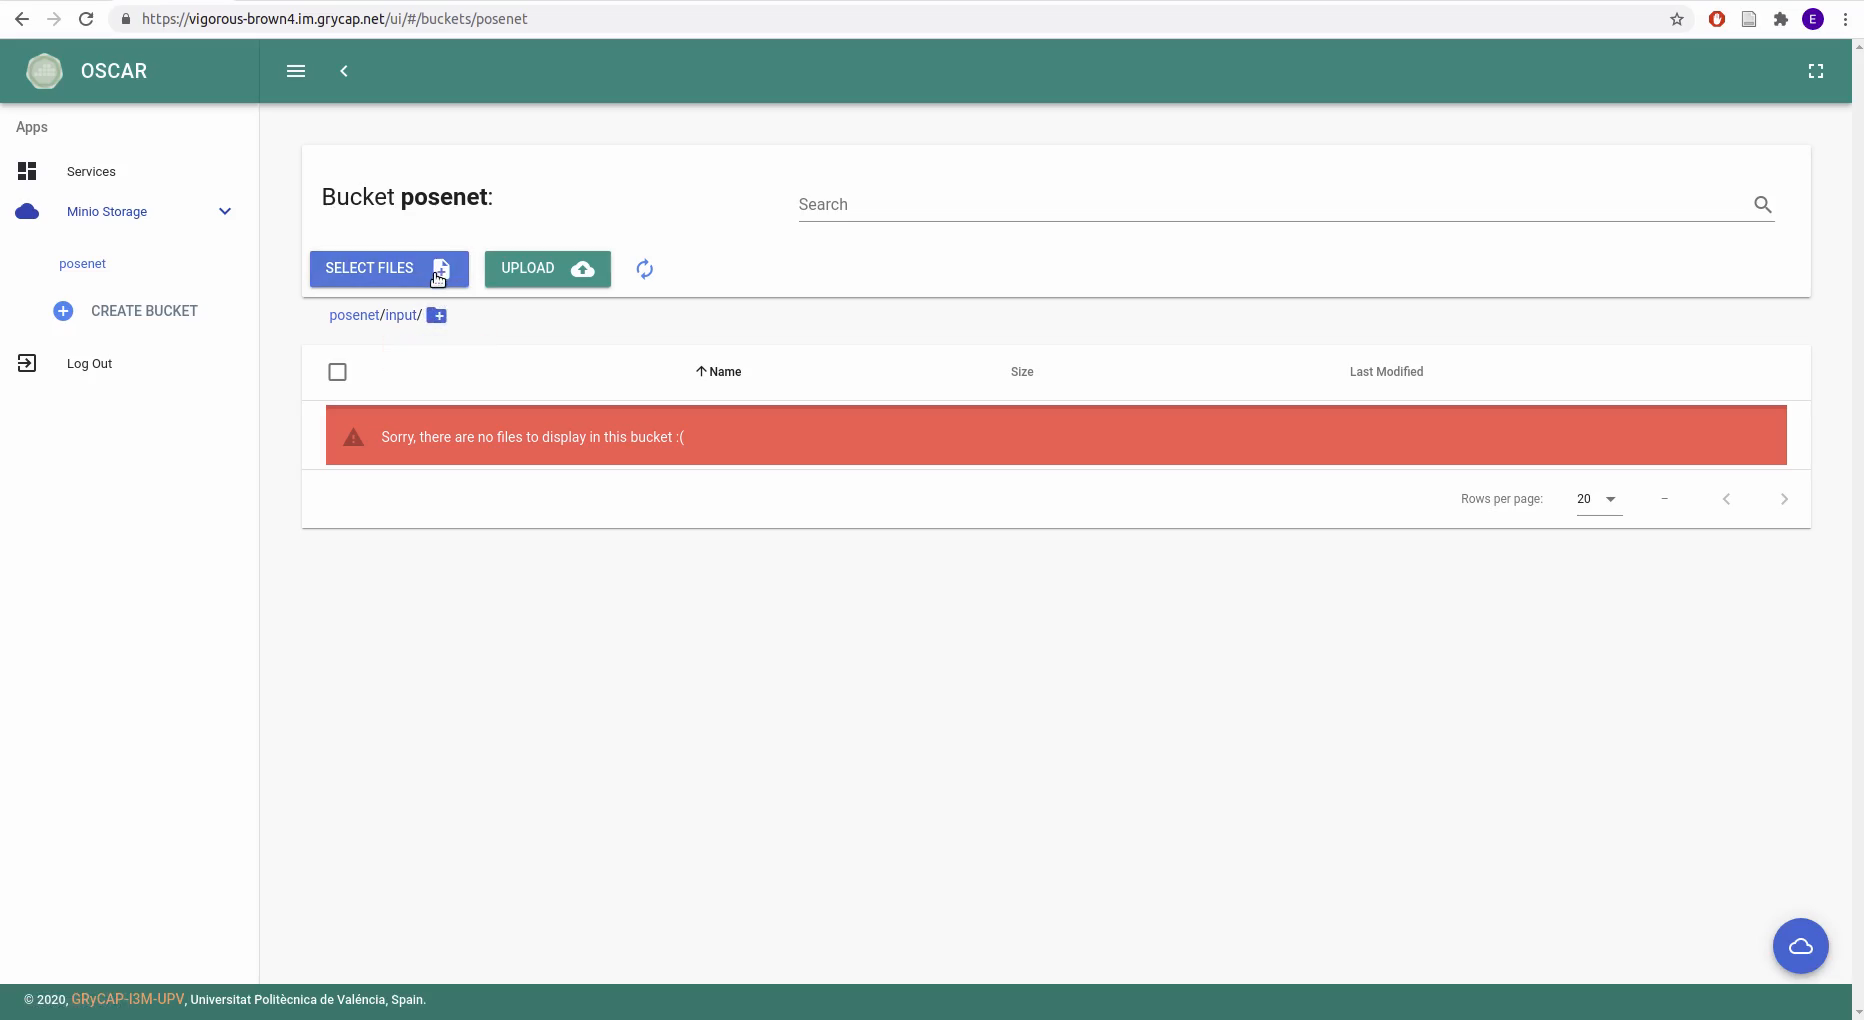 https://vigorous-brown4.im.grycap.net/ui/#/buckets/posenet
E
OSCAR
Apps
Services
Minio Storage
posenet
CREATE BUCKET
Log Out
Bucket posenet:
Search
SELECT FILES
UPLOAD
posenet/input/
Name Size Last Modified
Sorry, there are no files to display in this bucket :(
Rows per page: 20 –
© 2020, GRyCAP-I3M-UPV, Universitat Politècnica de Valéncia, Spain.